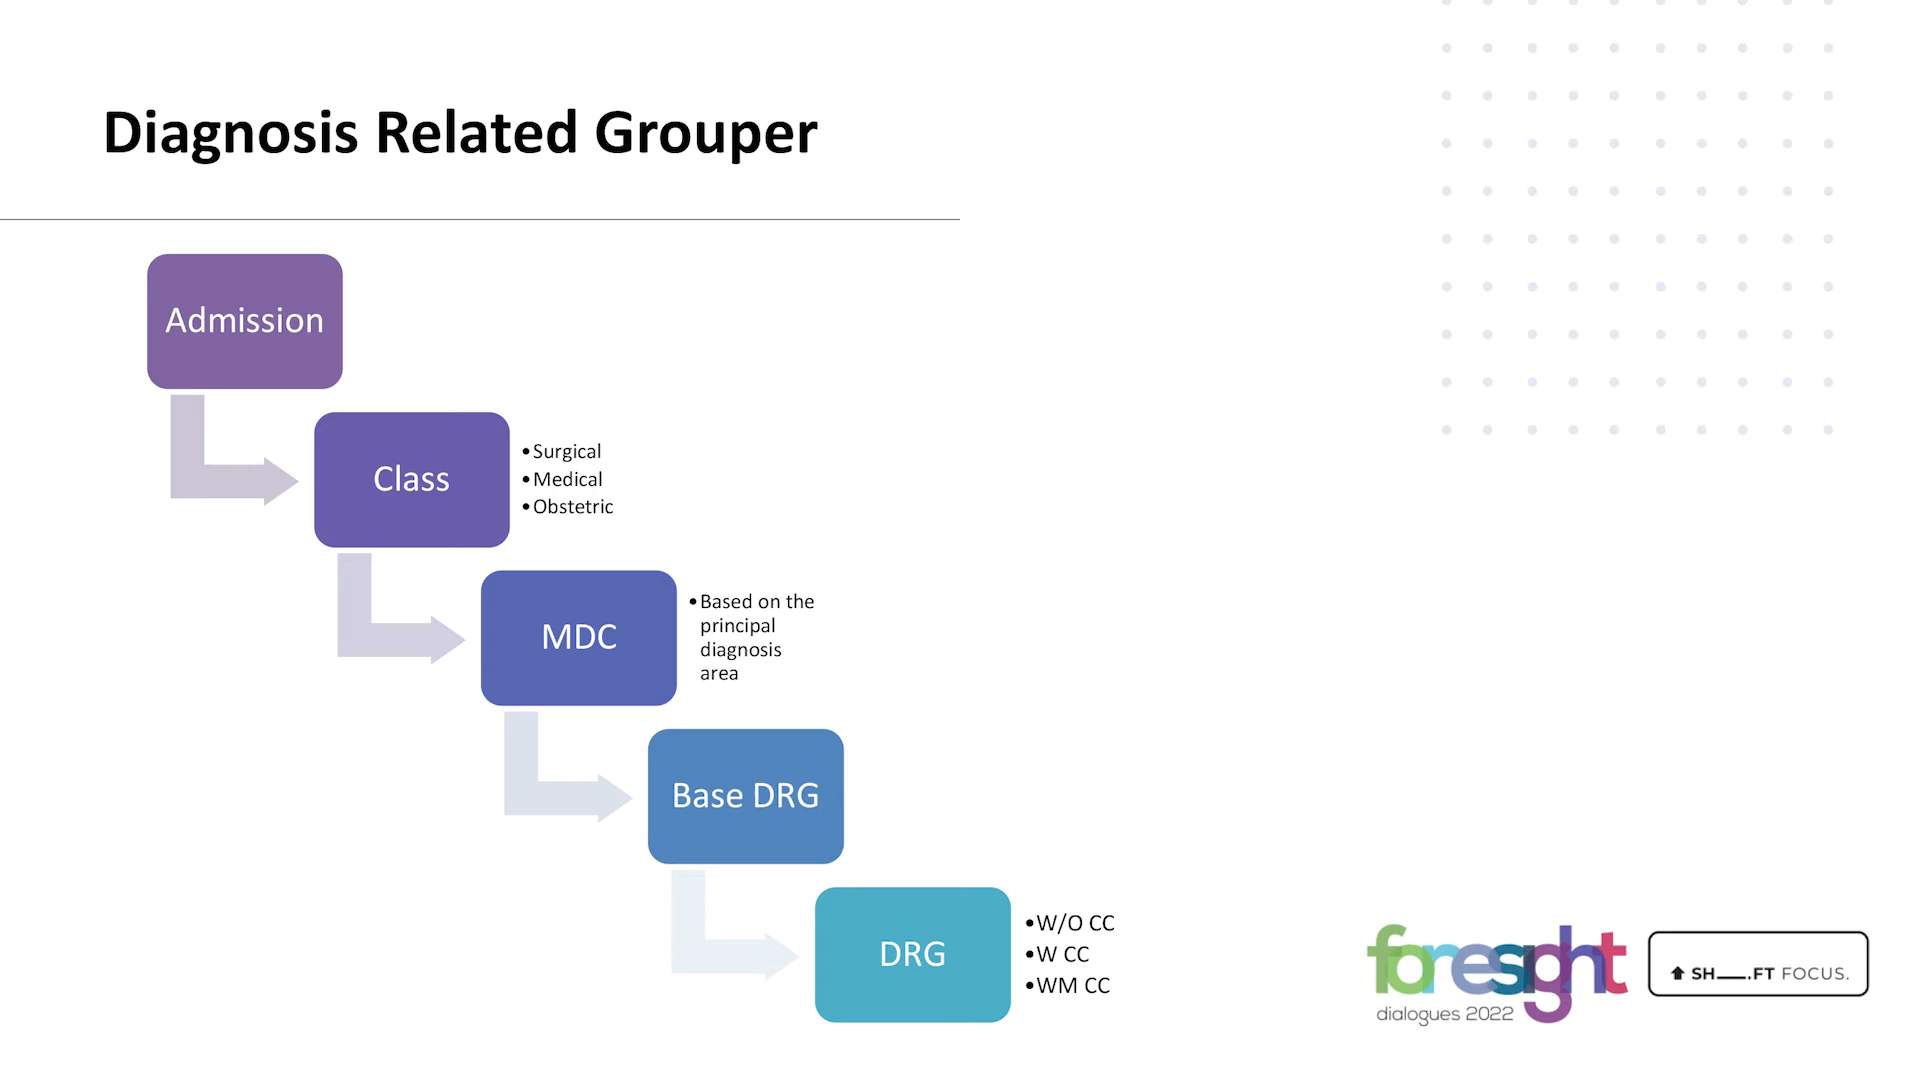 Diagnosis Related Grouper
Admission
Class
•Surgical
•Medical
•Obstetric
MDC
•Based on the
principal
diagnosis
area
Base DRG
DRG
•W/O CC
•W CC
•WM CC
foresight
dialogues 2022
SH__.FT FOCUS.